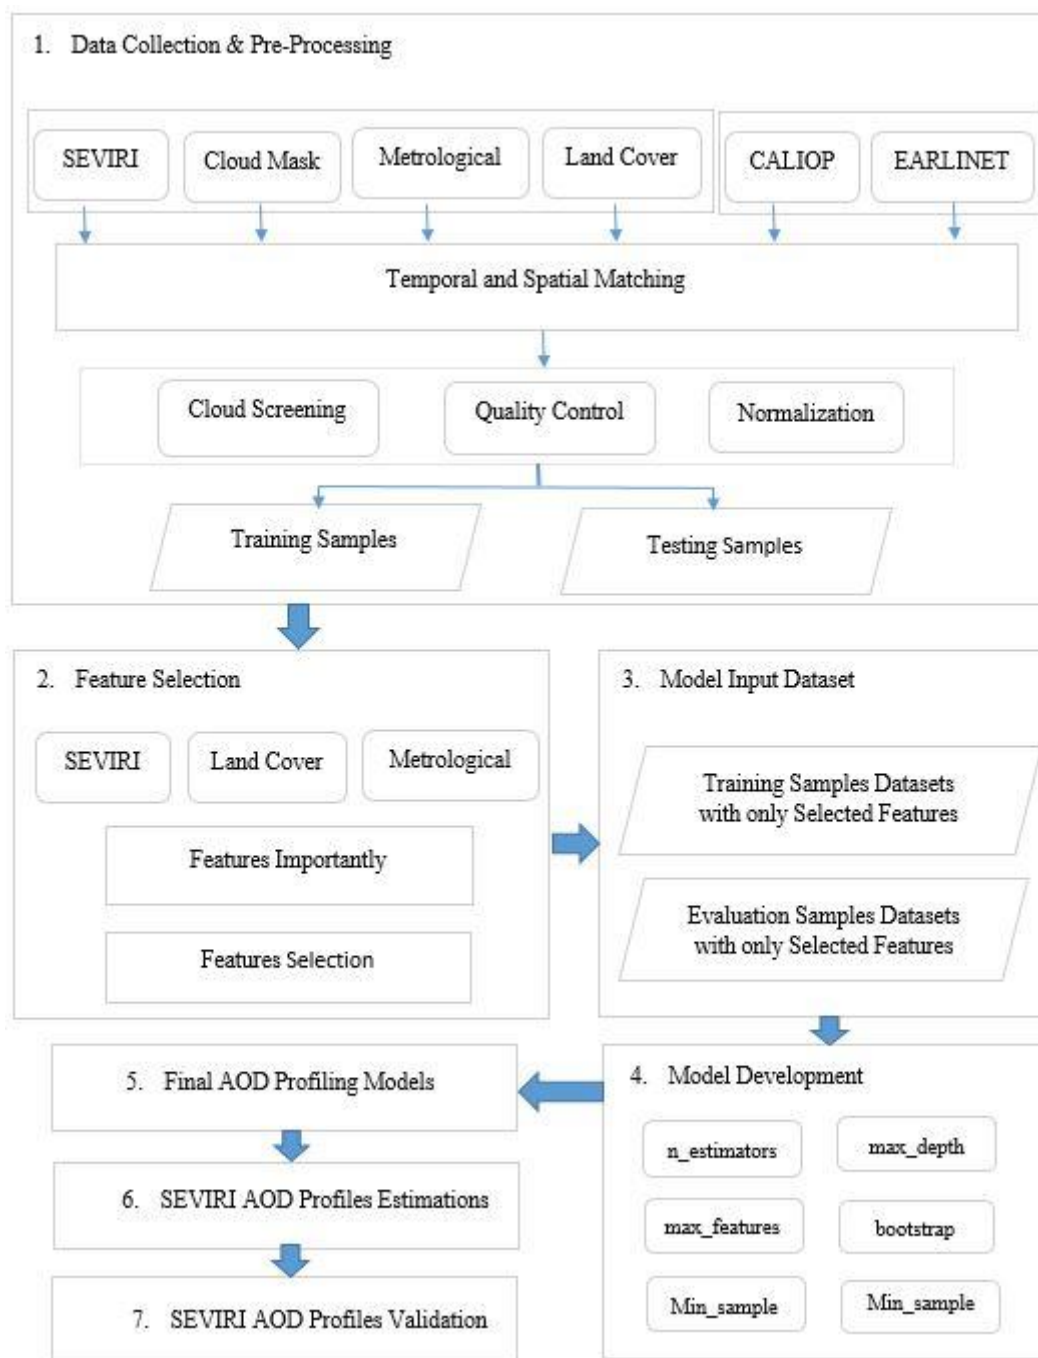 1. Data Collection & Pre-Processing
SEVIRI
Cloud Mask
Metrological
Land Cover
CALIOP
EARLINET
Temporal and Spatial Matching
Cloud Screening
Quality Control
Normalization
Training Samples
Testing Samples
2. Feature Selection
SEVIRI
Land Cover
Metrological
Features Importantly
Features Selection
3. Model Input Dataset
Training Samples Datasets
with only Selected Features
Evaluation Samples Datasets
with only Selected Features
4. Model Development
n_estimators
max_depth
max_features
bootstrap
Min_sample
Min_sample
5. Final AOD Profiling Models
6. SEVIRI AOD Profiles Estimations
7. SEVIRI AOD Profiles Validation